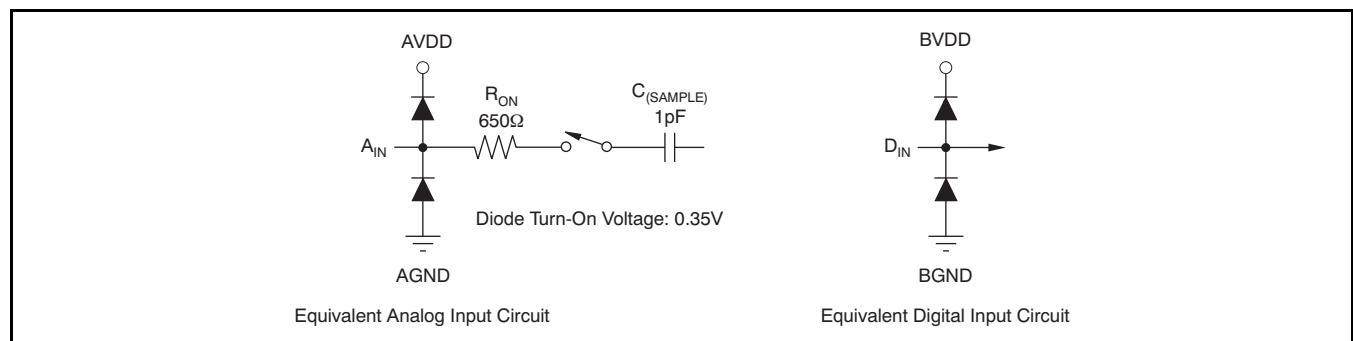 AVDD
R_ON
650Ω
C_(SAMPLE)
1pF
A_IN
Diode Turn-On Voltage: 0.35V
AGND
Equivalent Analog Input Circuit
BVDD
D_IN
BGND
Equivalent Digital Input Circuit